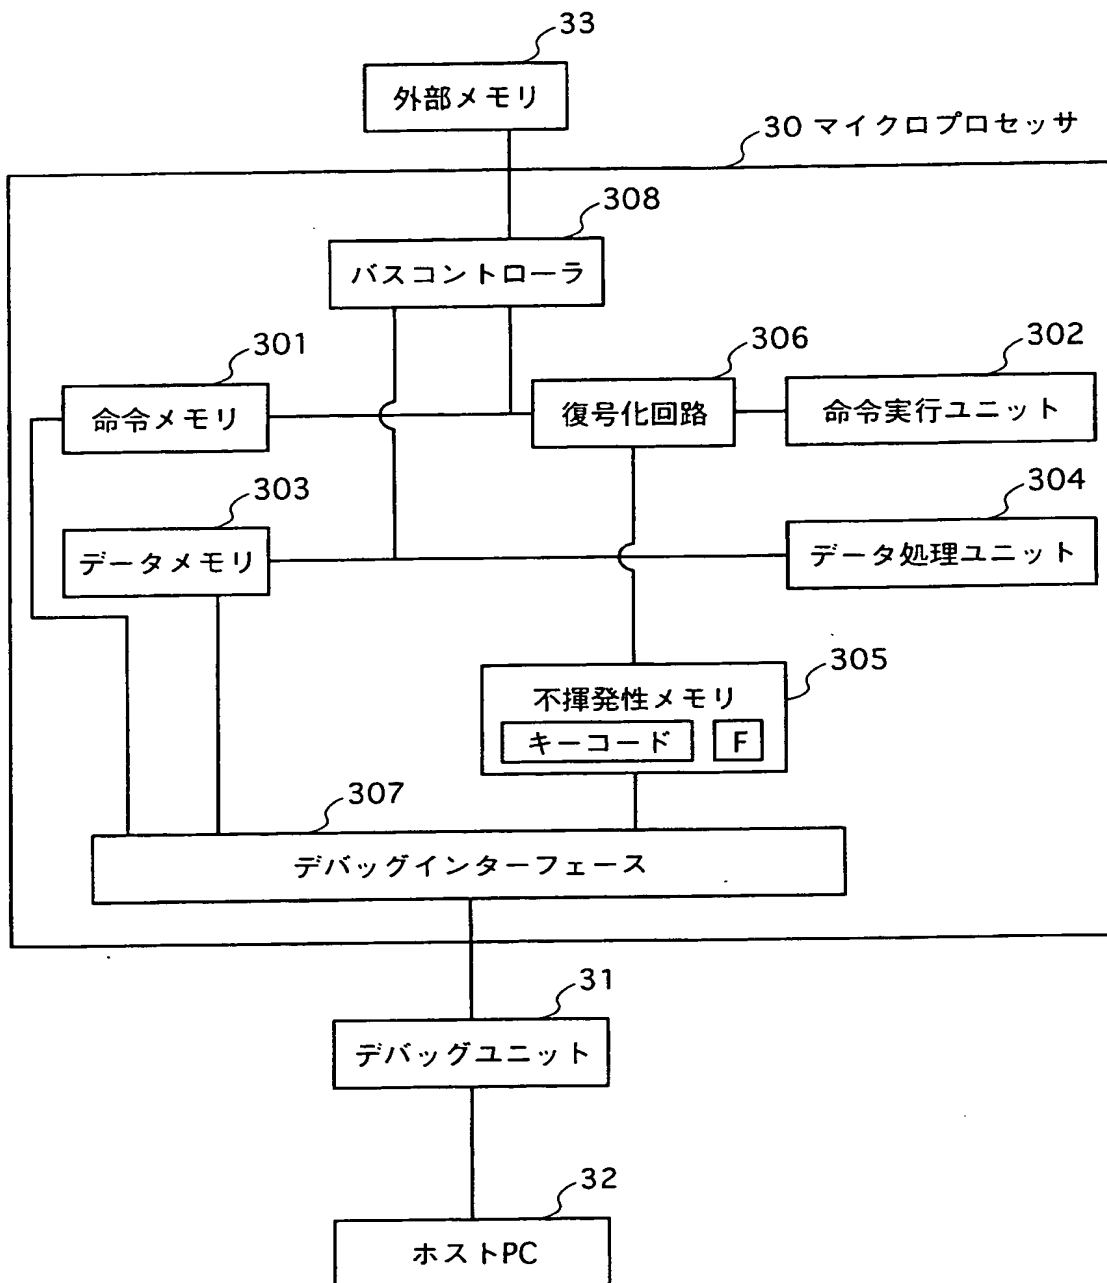 33
外部メモリ
30 マイクロプロセッサ
308
バスコントローラ
301
命令メモリ
306
復号化回路
302
命令実行ユニット
303
データメモリ
304
データ処理ユニット
305
不揮発性メモリ
キーコード F
307
デバッグインターフェース
31
デバッグユニット
32
ホストPC